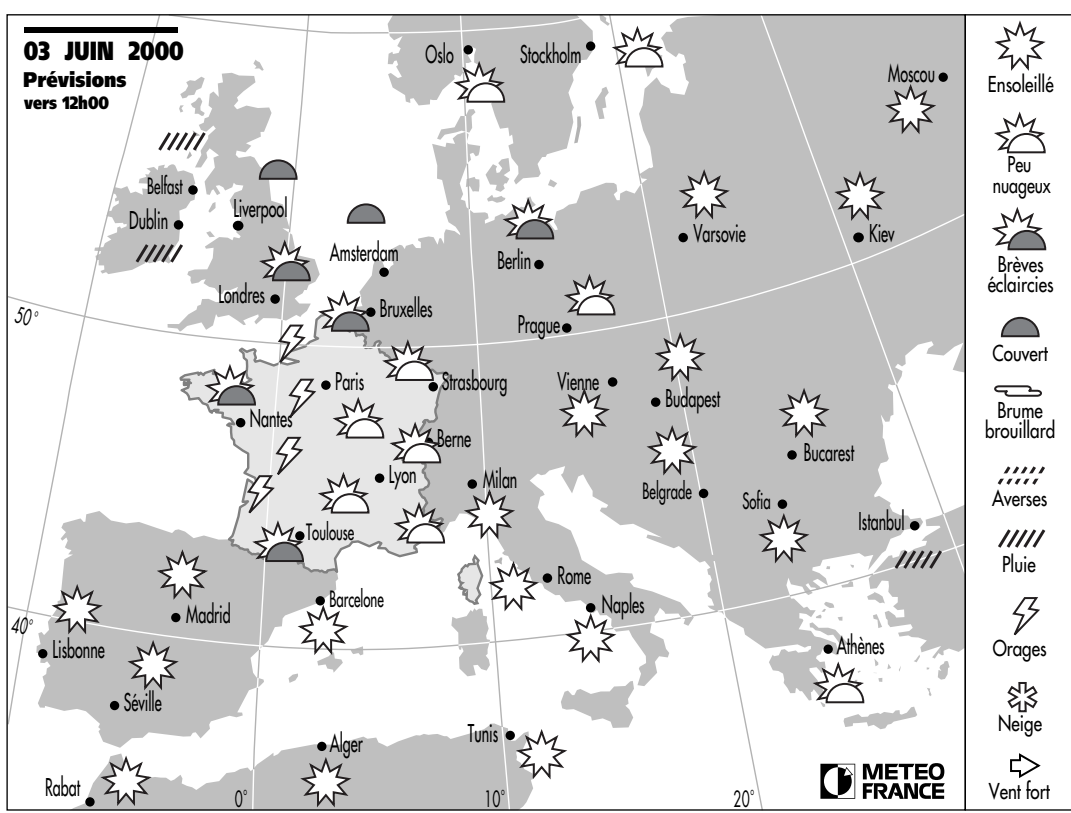 03 JUIN 2000
Prévisions
vers 12h00
Oslo
Stockholm
Moscou
Belfast
Dublin
Liverpool
Amsterdam
Varsovie
Kiev
Berlin
Londres
Bruxelles
50°
Prague
Paris
Strasbourg
Vienne
Budapest
Nantes
Berne
Bucarest
Lyon
Milan
Belgrade
Sofia
Istanbul
Toulouse
Rome
Barcelone
Naples
Madrid
40°
Lisbonne
Athènes
Séville
Tunis
Alger
Rabat
0°
10°
20°
METEO
FRANCE
Ensoleillé
Peu
nuageux
Brèves
éclaircies
Couvert
Brume
brouillard
Averses
Pluie
Orages
Neige
Vent fort